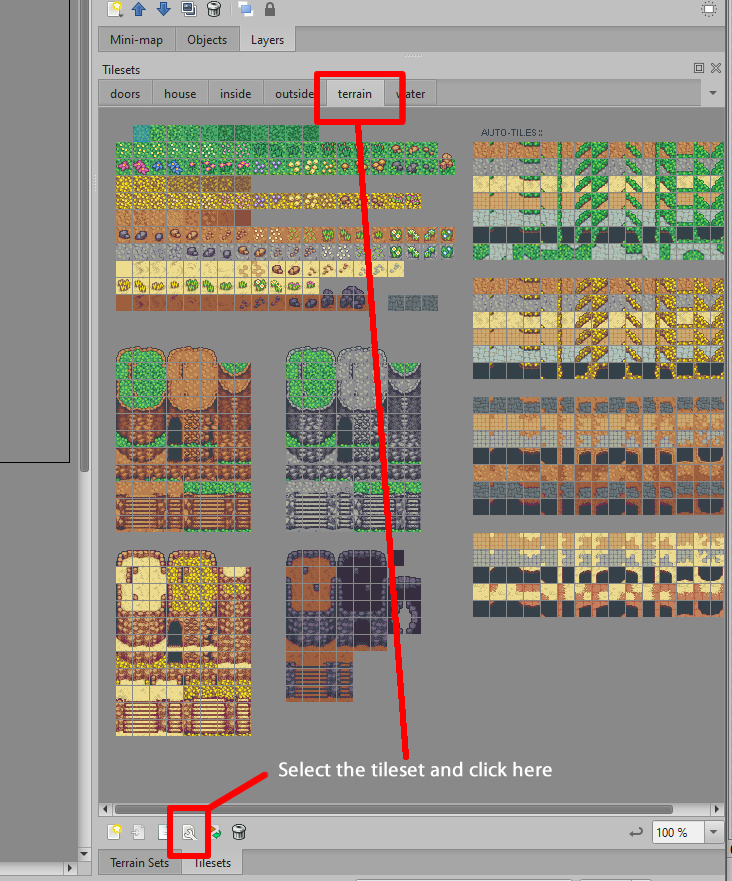 Mini-map Objects Layers
Tilesets
doors house inside outside terrain water
AUTO-TILES::
Select the tileset and click here
100 %
Terrain Sets Tilesets